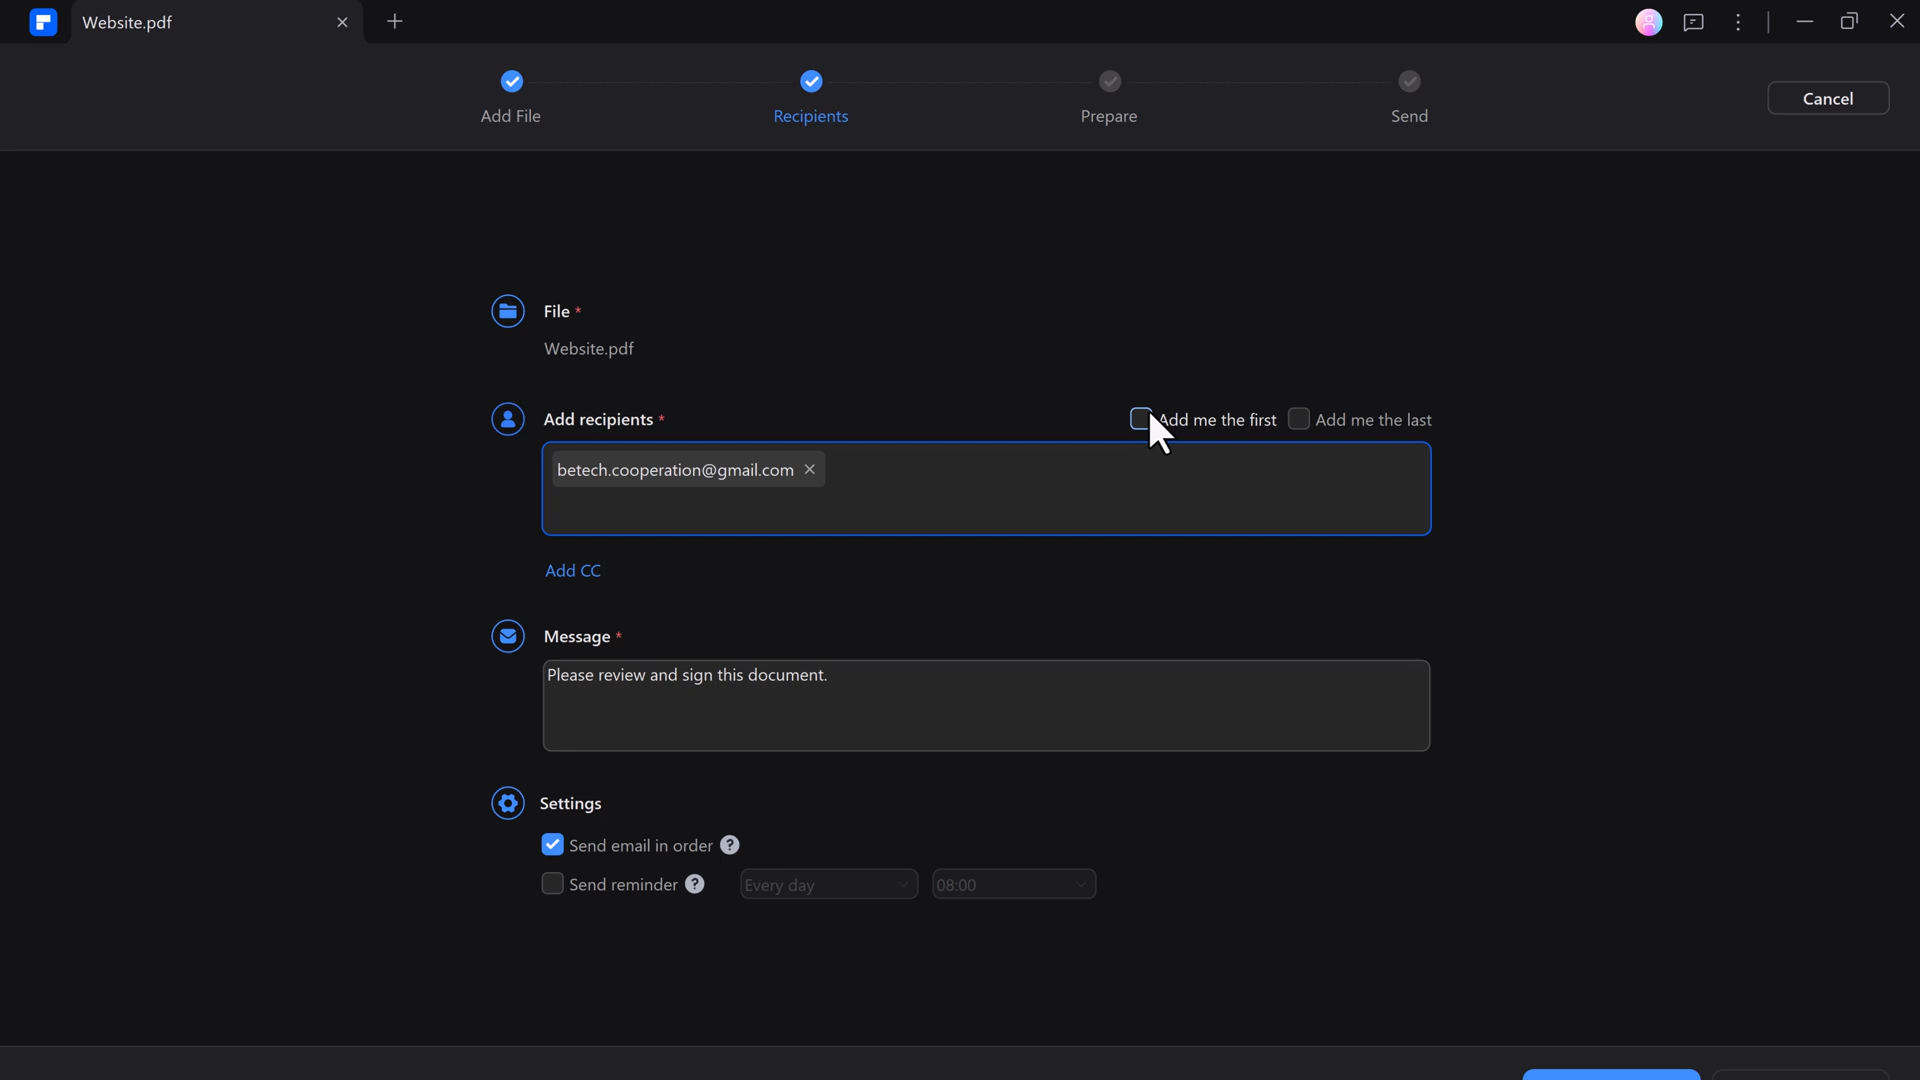 Website.pdf
Cancel
Add File
Recipients
Prepare
Send
File *
Website.pdf
Add recipients *
Add me the first
Add me the last
betech.cooperation@gmail.com
Add CC
Message *
Please review and sign this document.
Settings
Send email in order ?
Send reminder ? Every day 08:00